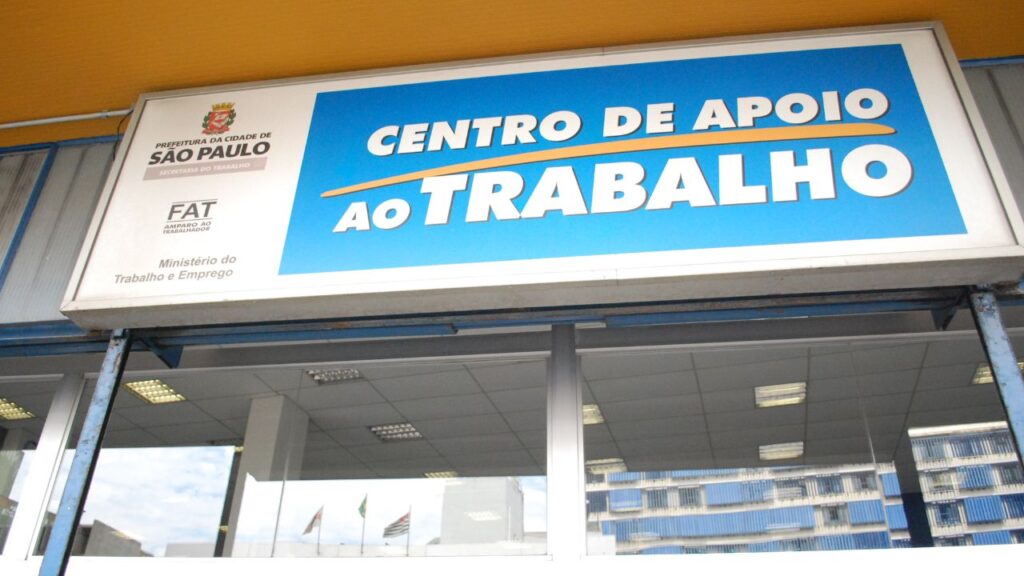 PREFEITURA DA CIDADE DE
SÃO PAULO
SECRETARIA DO TRABALHO
FAT
AMPARO AO
TRABALHADOR
Ministério do
Trabalho e Emprego
CENTRO DE APOIO
AO TRABALHO